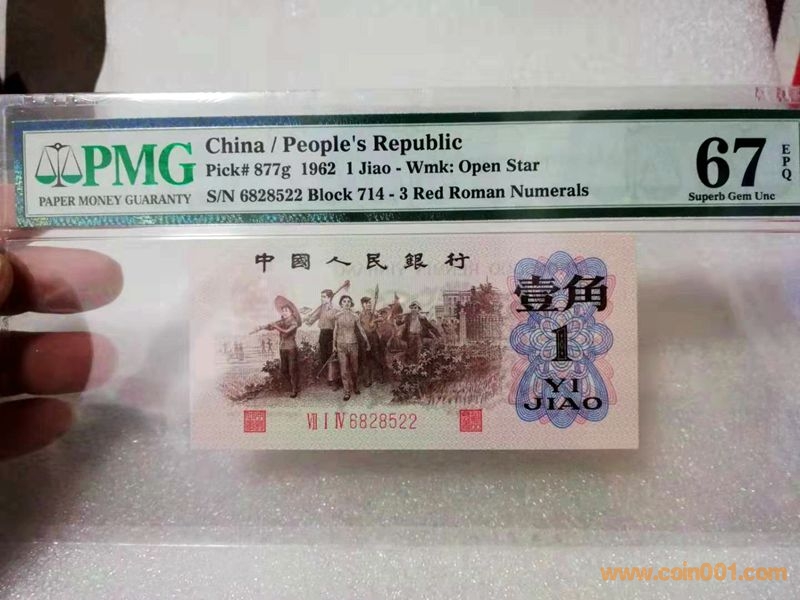 PMG
PAPER MONEY GUARANTY
China / People's Republic
Pick# 877g 1962 1 Jiao - Wmk: Open Star
S/N 6828522 Block 714 - 3 Red Roman Numerals
67
EPQ
Superb Gem Unc
中國人民銀行
壹角
1
YI
JIAO
Ⅶ Ⅰ Ⅳ 6828522
www.coin001.com